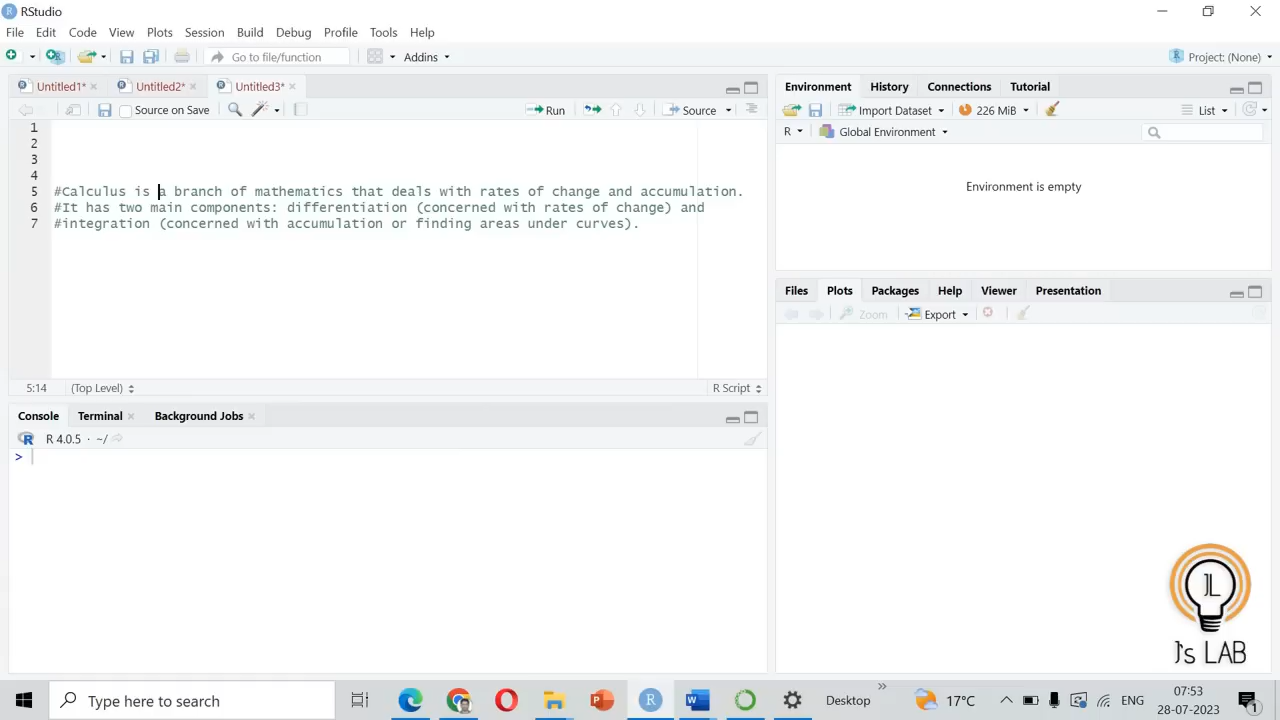 RStudio
File Edit Code View Plots Session Build Debug Profile Tools Help
Go to file/function Addins Project: (None)
Untitled1* Untitled2* Untitled3*
Source on Save Run Source
1
2
3
4
5 #Calculus is a branch of mathematics that deals with rates of change and accumulation.
6 #It has two main components: differentiation (concerned with rates of change) and
7 #integration (concerned with accumulation or finding areas under curves).
5:14 (Top Level) R Script
Console Terminal Background Jobs
R 4.0.5 · ~/
>
Environment History Connections Tutorial
Import Dataset 226 MiB List
R Global Environment
Environment is empty
Files Plots Packages Help Viewer Presentation
Zoom Export
JL
J's LAB
Type here to search
Desktop
17°C
ENG
07:53
28-07-2023
1